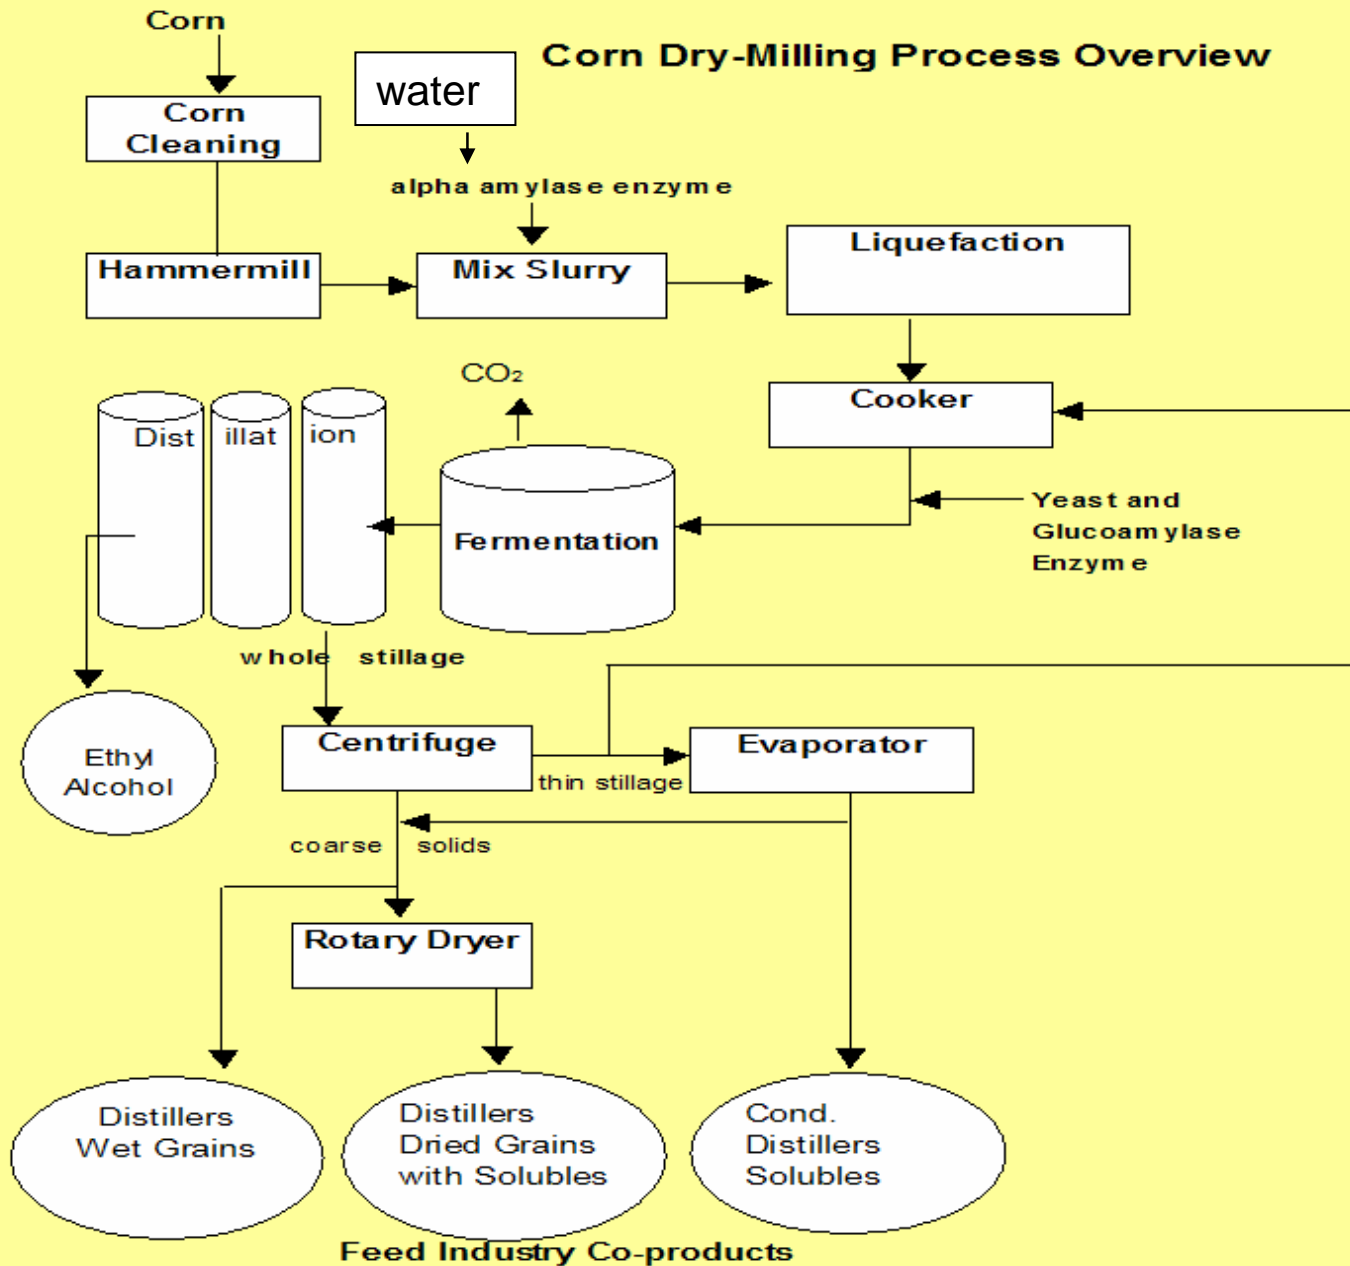 Corn
Corn Dry-Milling Process Overview
water
Corn
Cleaning
alpha amylase enzyme
Hammermill
Mix Slurry
Liquefaction
CO₂
Cooker
Dist illat ion
Fermentation
Yeast and
Glucoamylase
Enzyme
whole stillage
Centrifuge
Evaporator
thin stillage
Ethyl
Alcohol
coarse solids
Rotary Dryer
Distillers
Wet Grains
Distillers
Dried Grains
with Solubles
Cond.
Distillers
Solubles
Feed Industry Co-products